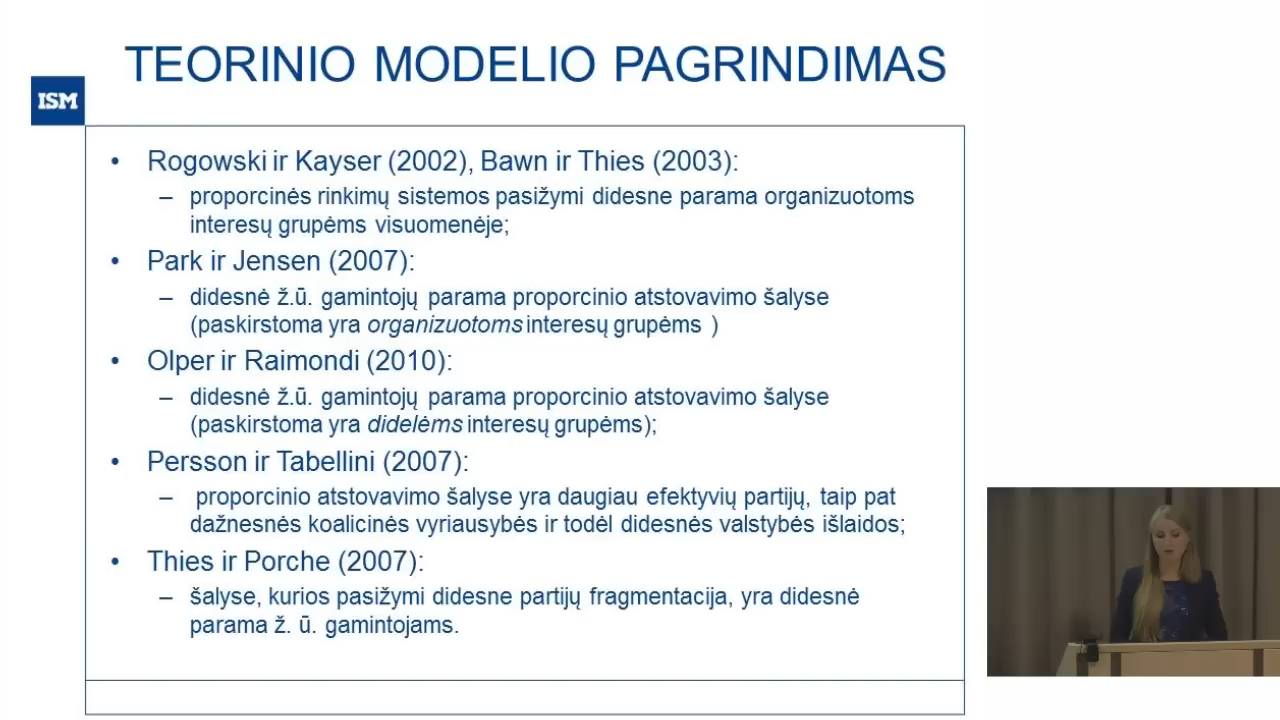 TEORINIO MODELIO PAGRINDIMAS
ISM
• Rogowski ir Kayser (2002), Bawn ir Thies (2003):
– proporcinės rinkimų sistemos pasižymi didesne parama organizuotoms
interesų grupėms visuomenėje;
• Park ir Jensen (2007):
– didesnė ž.ū. gamintojų parama proporcinio atstovavimo šalyse
(paskirstoma yra organizuotoms interesų grupėms )
• Olper ir Raimondi (2010):
– didesnė ž.ū. gamintojų parama proporcinio atstovavimo šalyse
(paskirstoma yra didelėms interesų grupėms);
• Persson ir Tabellini (2007):
– proporcinio atstovavimo šalyse yra daugiau efektyvių partijų, taip pat
dažnesnės koalicinės vyriausybės ir todėl didesnės valstybės išlaidos;
• Thies ir Porche (2007):
– šalyse, kurios pasižymi didesne partijų fragmentacija, yra didesnė
parama ž. ū. gamintojams.